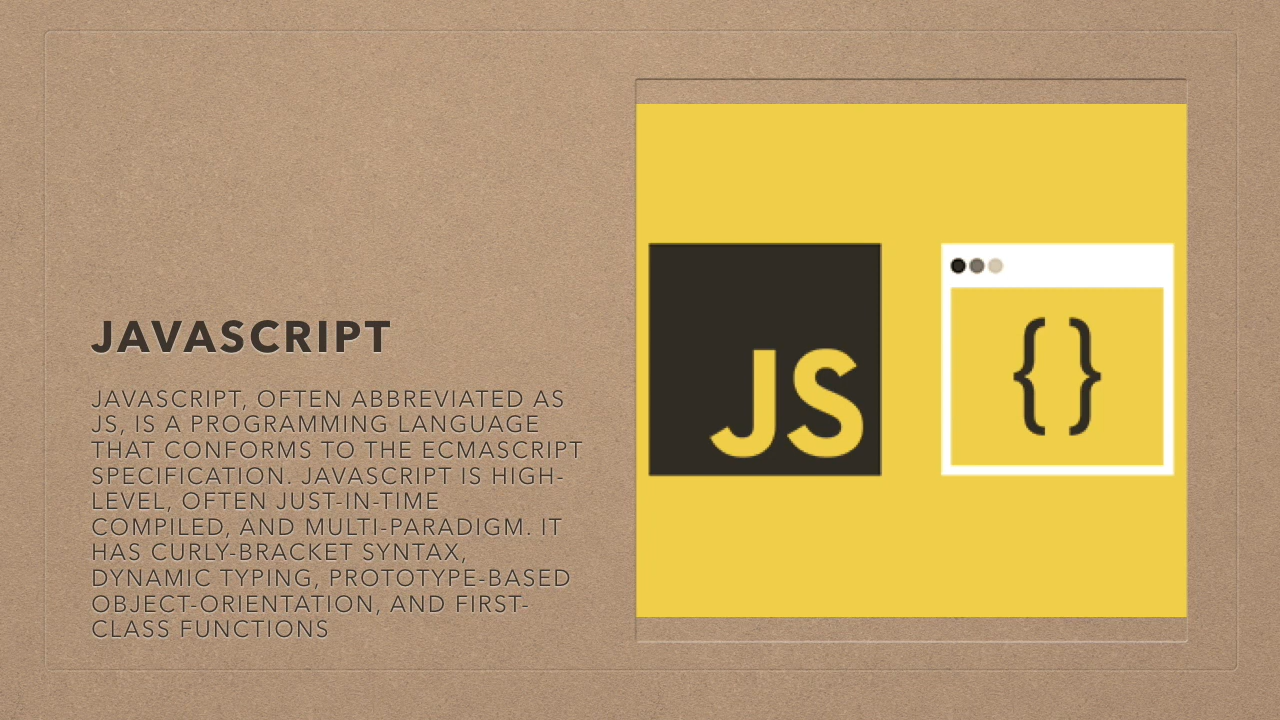 JAVASCRIPT
JAVASCRIPT, OFTEN ABBREVIATED AS
JS, IS A PROGRAMMING LANGUAGE
THAT CONFORMS TO THE ECMASCRIPT
SPECIFICATION. JAVASCRIPT IS HIGH-
LEVEL, OFTEN JUST-IN-TIME
COMPILED, AND MULTI-PARADIGM. IT
HAS CURLY-BRACKET SYNTAX,
DYNAMIC TYPING, PROTOTYPE-BASED
OBJECT-ORIENTATION, AND FIRST-
CLASS FUNCTIONS
JS
{ }